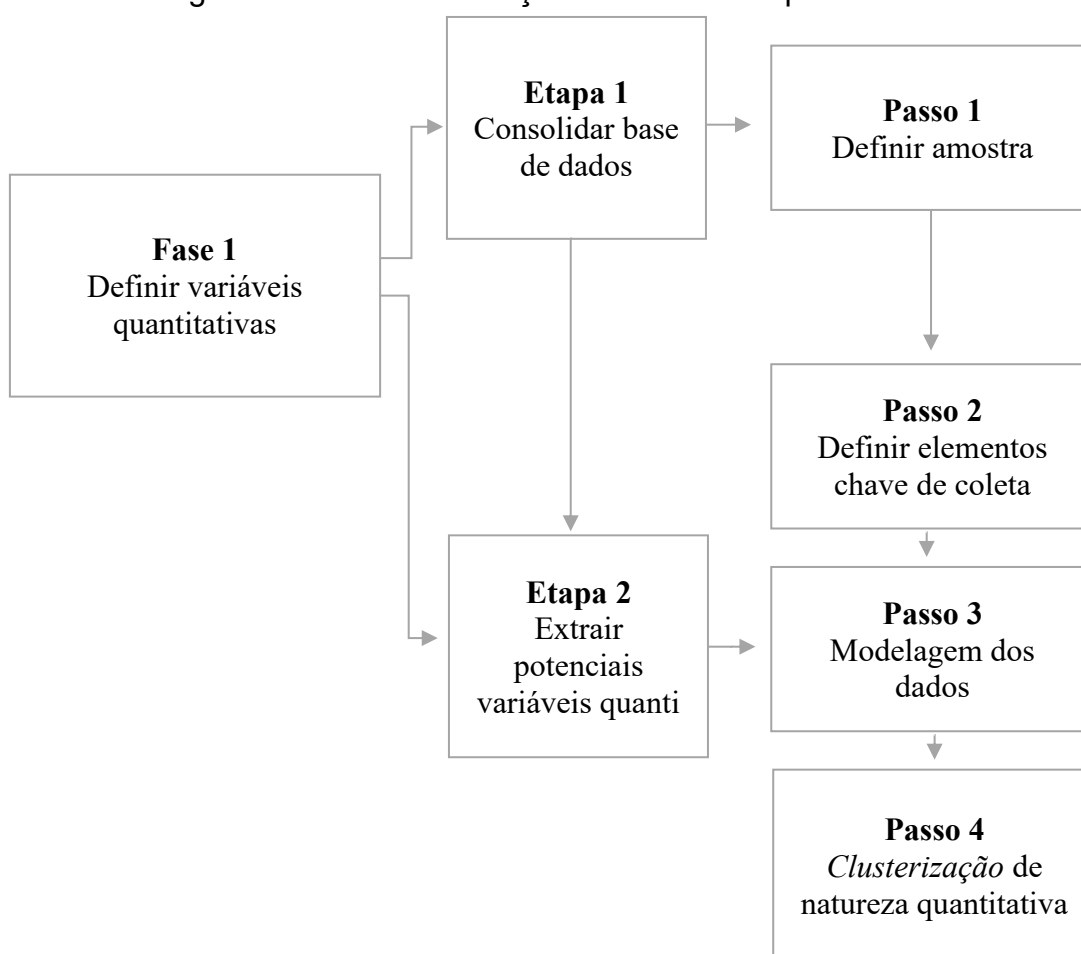 Etapa 1
Consolidar base
de dados
Passo 1
Definir amostra
Fase 1
Definir variáveis
quantitativas
Passo 2
Definir elementos
chave de coleta
Etapa 2
Extrair
potenciais
variáveis quanti
Passo 3
Modelagem dos
dados
Passo 4
Clusterização de
natureza quantitativa